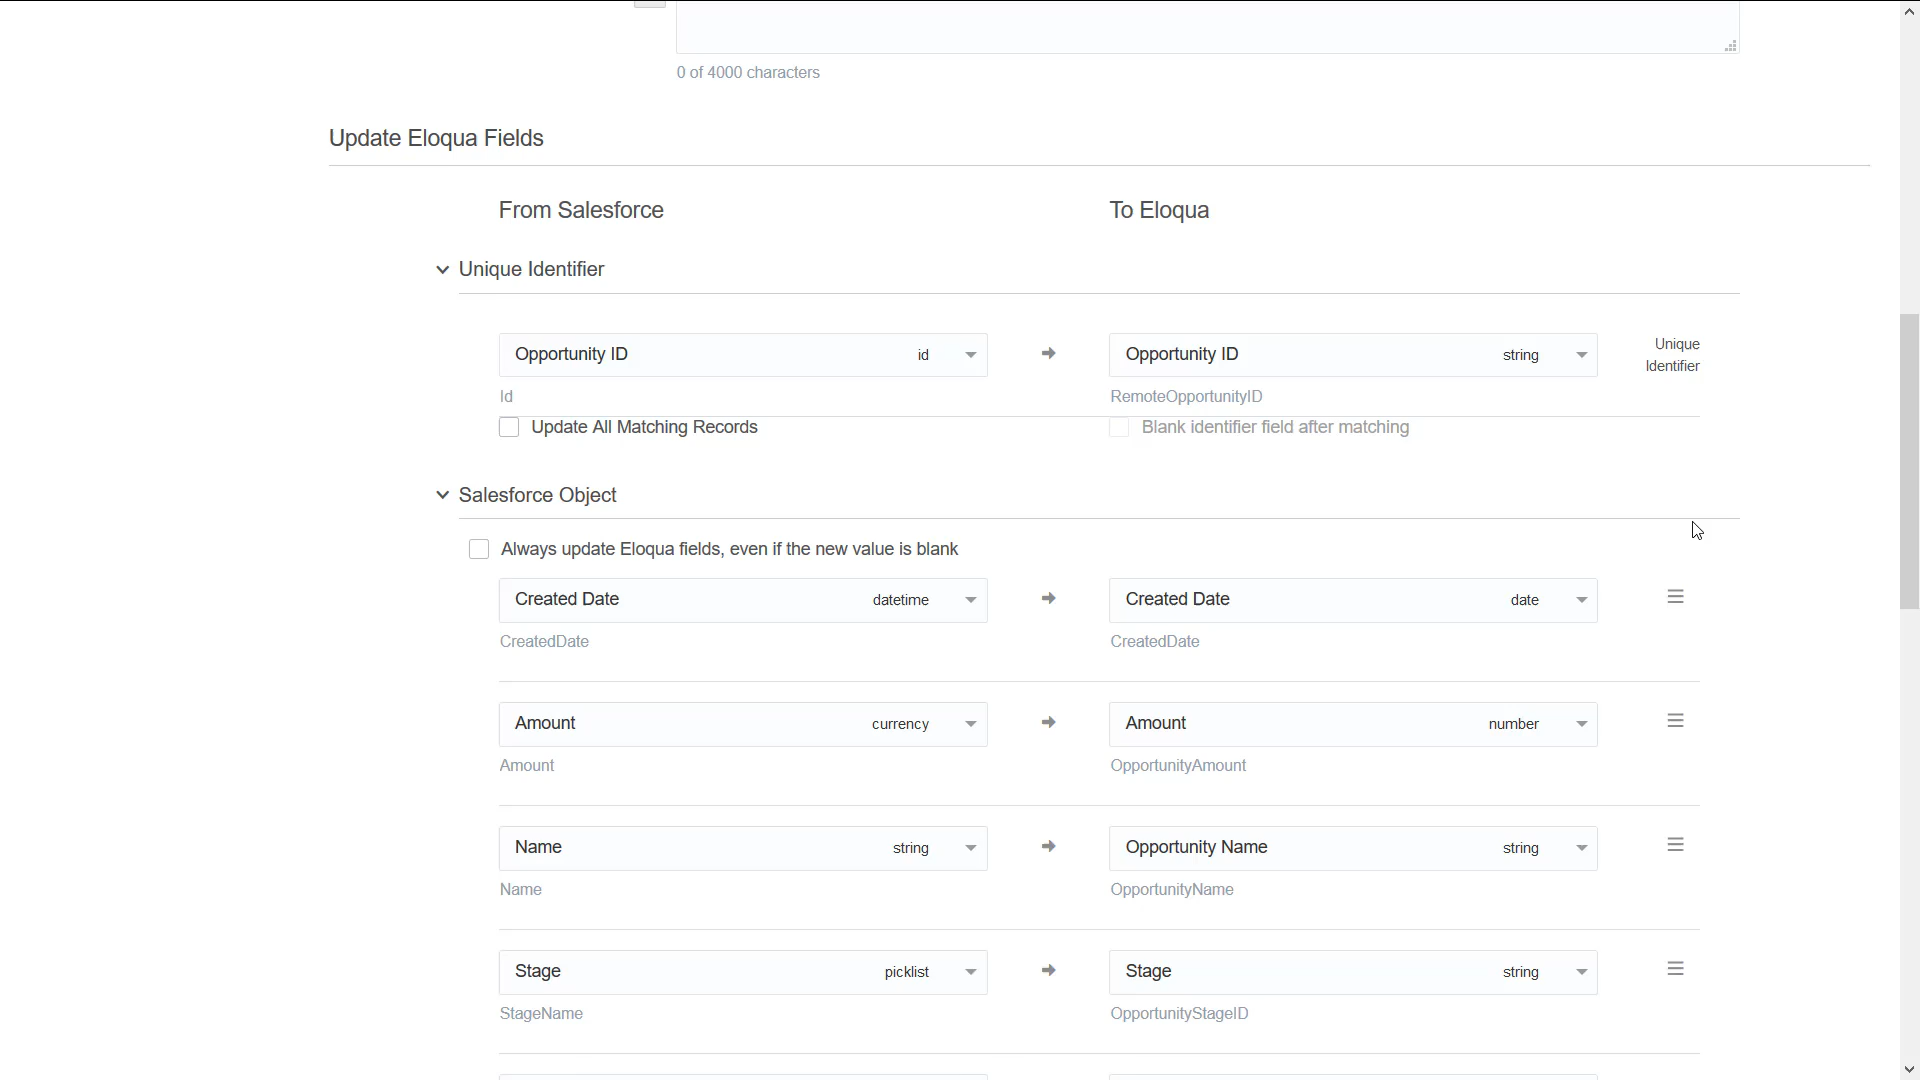 0 of 4000 characters
Update Eloqua Fields
From Salesforce To Eloqua
Unique Identifier
Opportunity ID id Opportunity ID string Unique Identifier
Id RemoteOpportunityID
Update All Matching Records Blank identifier field after matching
Salesforce Object
Always update Eloqua fields, even if the new value is blank
Created Date datetime Created Date date
CreatedDate CreatedDate
Amount currency Amount number
Amount OpportunityAmount
Name string Opportunity Name string
Name OpportunityName
Stage picklist Stage string
StageName OpportunityStageID